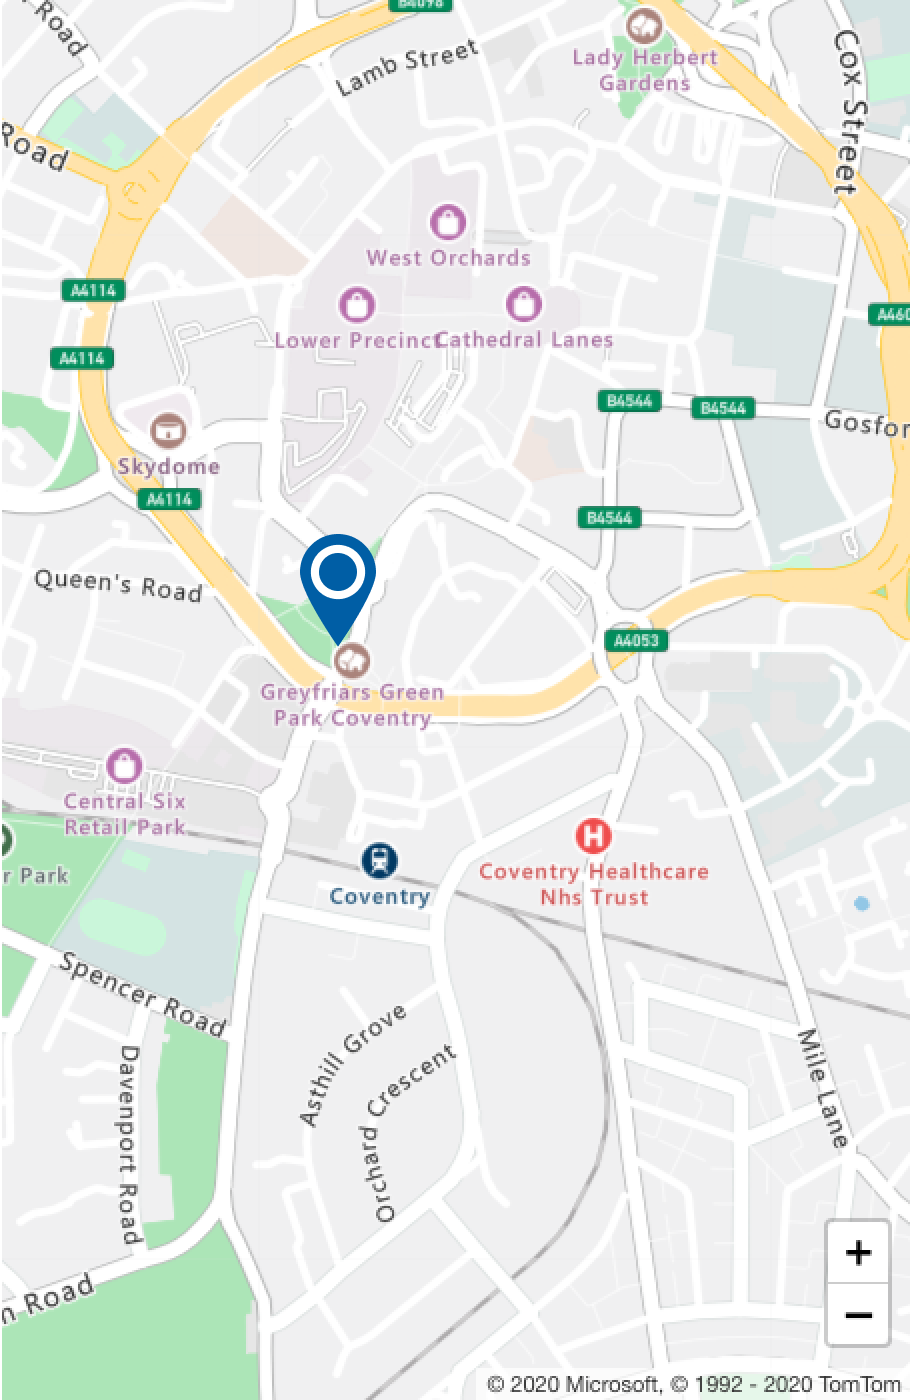 B4098
Road
Lamb Street
Lady Herbert
Gardens
Cox Street
Road
West Orchards
A4114
Lower Precinct
Cathedral Lanes
A460
A4114
B4544
B4544
Gosfor
Skydome
A4114
B4544
Queen's Road
A4053
Greyfriars Green
Park Coventry
Central Six
Retail Park
H
r Park
Coventry
Coventry Healthcare
Nhs Trust
Spencer Road
Asthill Grove
Orchard Crescent
Davenport Road
Mile Lane
n Road
+
−
© 2020 Microsoft, © 1992 - 2020 TomTom